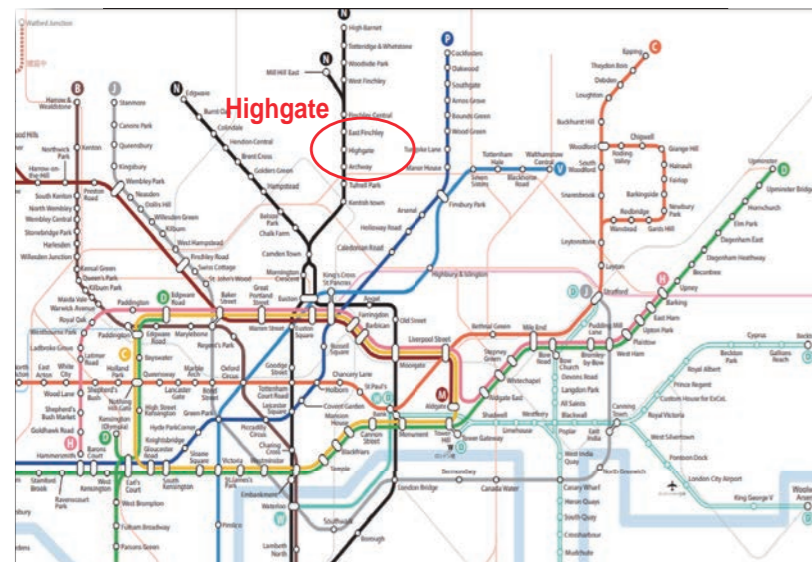 Watford Junction
N
High Barnet
Totteridge & Whetstone
Woodside Park
West Finchley
Mill Hill East
N
Finchley Central
East Finchley
Highgate
Archway
Tufnell Park
Kentish Town
Highgate
N
Edgware
Colindale
Hendon Central
Brent Cross
Golders Green
Hampstead
Belsize
Park
Chalk Farm
Camden Town
Mornington
Crescent
Euston
P
Cockfosters
Oakwood
Southgate
Arnos Grove
Bounds Green
Wood Green
Manor House
Finsbury Park
Arsenal
Holloway Road
Caledonian Road
King's Cross
St Pancras
Tottenham
Hale
Blackhorse
Road
Walthamstow
Central
V
Seven
Sisters
Highbury & Islington
C
Epping
Theydon Bois
Debden
Loughton
Buckhurst Hill
Woodford
Roding
Valley
Chigwell
Grange Hill
Hainault
Fairlop
Barkingside
Newbury
Park
Gants Hill
Redbridge
Wanstead
South
Woodford
Snaresbrook
Leytonstone
Leyton
Stratford
D
J
Upminster
D
Upminster Bridge
Hornchurch
Elm Park
Dagenham East
Dagenham Heathway
Becontree
Upney
H
Barking
East Ham
Upton Park
Plaistow
West Ham
B
Harrow &
Wealdstone
Kenton
Northwick
Park
Harrow-on-
the-Hill
Preston
Road
South Kenton
North Wembley
Wembley Central
Stonebridge Park
Harlesden
Willesden Junction
Kensal Green
Queen's Park
Kilburn Park
Maida Vale
Warwick Avenue
Royal Oak
Paddington
J
Stanmore
Canons Park
Queensbury
Kingsbury
Wembley Park
Neasden
Dollis Hill
Willesden Green
Kilburn
West Hampstead
Finchley Road
Swiss Cottage
St. John's Wood
D
Edgware
Road
Baker
Street
Great
Portland
Street
Warren Street
Euston
Square
Farringdon
Barbican
Angel
Old Street
Moorgate
Liverpool Street
Bethnal Green
Mile End
Bow
Road
Bow
Church
Pudding Mill
Lane
Bromley-by-
Bow
Stepney
Green
Whitechapel
Aldgate East
M
Aldgate
Westbourne Park
Ladbroke Grove
Latimer
Road
Paddington
Edgware
Road
Marylebone
Regent's Park
C
Bayswater
Goodge
Street
Russell
Square
East
Action
White
City
Shepherd's
Bush
Holland
Park
Notting
Hill Gate
Queensway
Lancaster
Gate
Marble
Arch
Bond
Street
Oxford
Circus
Tottenham
Court Road
Holborn
Chancery Lane
St.Paul's
Bank
Wood Lane
Shepherd's
Bush Market
Goldhawk Road
H
Hammersmith
Kensington
(Olympia)
D
High Street
Kensington
Green Park
Hyde Park Corner
Knightsbridge
Piccadilly
Circus
Leicester
Square
Covent Garden
Charing
Cross
Mansion
House
Cannon
Street
Monument
Tower Gateway
Blackfriars
Temple
Barons
Court
West
Kensington
Earl's
Court
Gloucester
Road
South
Kensington
Sloane
Square
Victoria
St.James's
Park
Westminster
Embankment
Waterloo
Southwark
London Bridge
Borough
Lambeth
North
Pimlico
Stamford
Brook
Ravenscourt
Park
West Brompton
Fulham Broadway
Parsons Green
Shadwell
Westferry
Limehouse
Poplar
Devons Road
Langdon Park
All Saints
Blackwall
East
India
Canning
Town
West India
Quay
Canary Wharf
Heron Quays
South Quay
Crossharbour
Mudchute
North Greenwich
Canada Water
Bermondsey
Royal Victoria
Custom House for ExCeL
Prince Regent
Royal Albert
Beckton
Park
Cyprus
Gallions
Reach
West Silvertown
Pontoon Dock
London City Airport
King George V